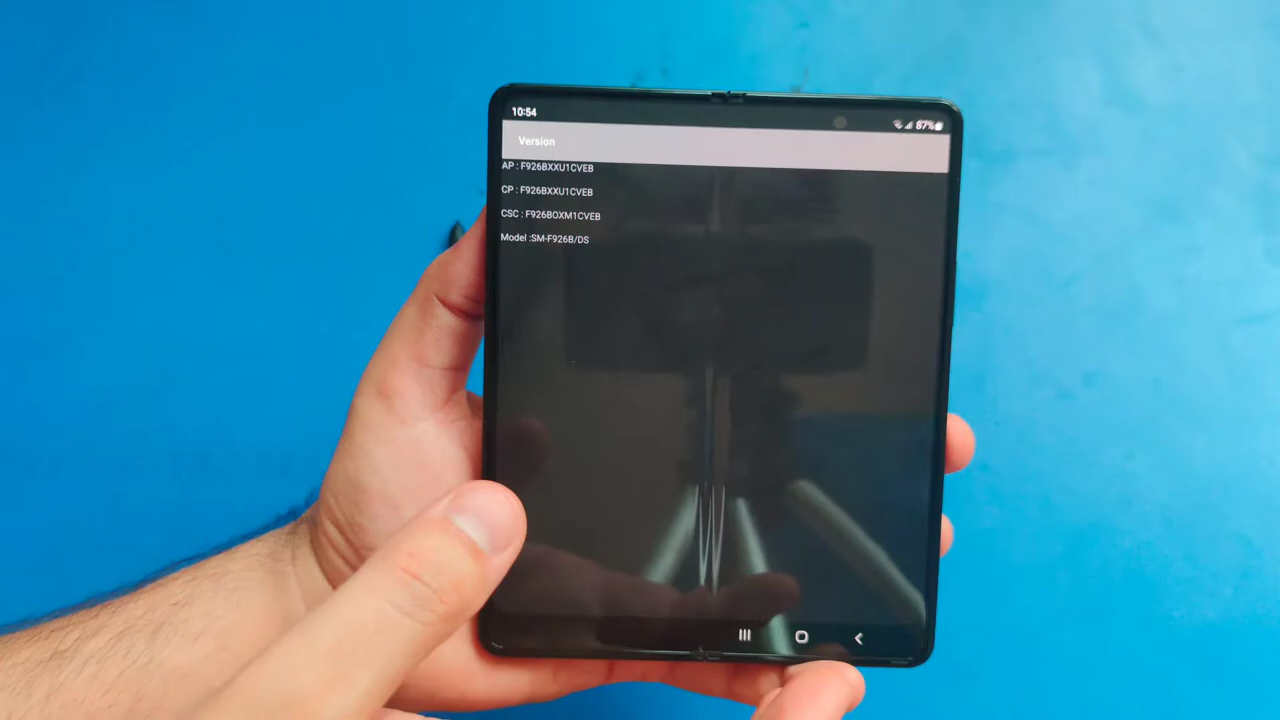 10:54
87%
Version
AP : F926BXXU1CVEB
CP : F926BXXU1CVEB
CSC : F926BOXM1CVEB
Model :SM-F926B/DS